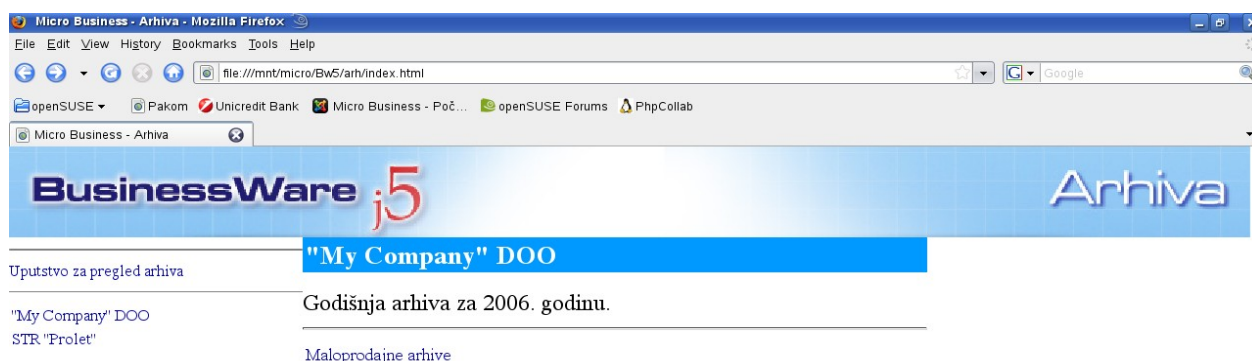 Micro Business - Arhiva - Mozilla Firefox
File Edit View History Bookmarks Tools Help
file:///mnt/micro/Bw5/arh/index.html
G Google
openSUSE Pakom Unicredit Bank Micro Business - Poč... openSUSE Forums PhpCollab
Micro Business - Arhiva
BusinessWare j5 Arhiva
"My Company" DOO
Uputstvo za pregled arhiva
Godišnja arhiva za 2006. godinu.
"My Company" DOO
STR "Prolet"
Maloprodajne arhive